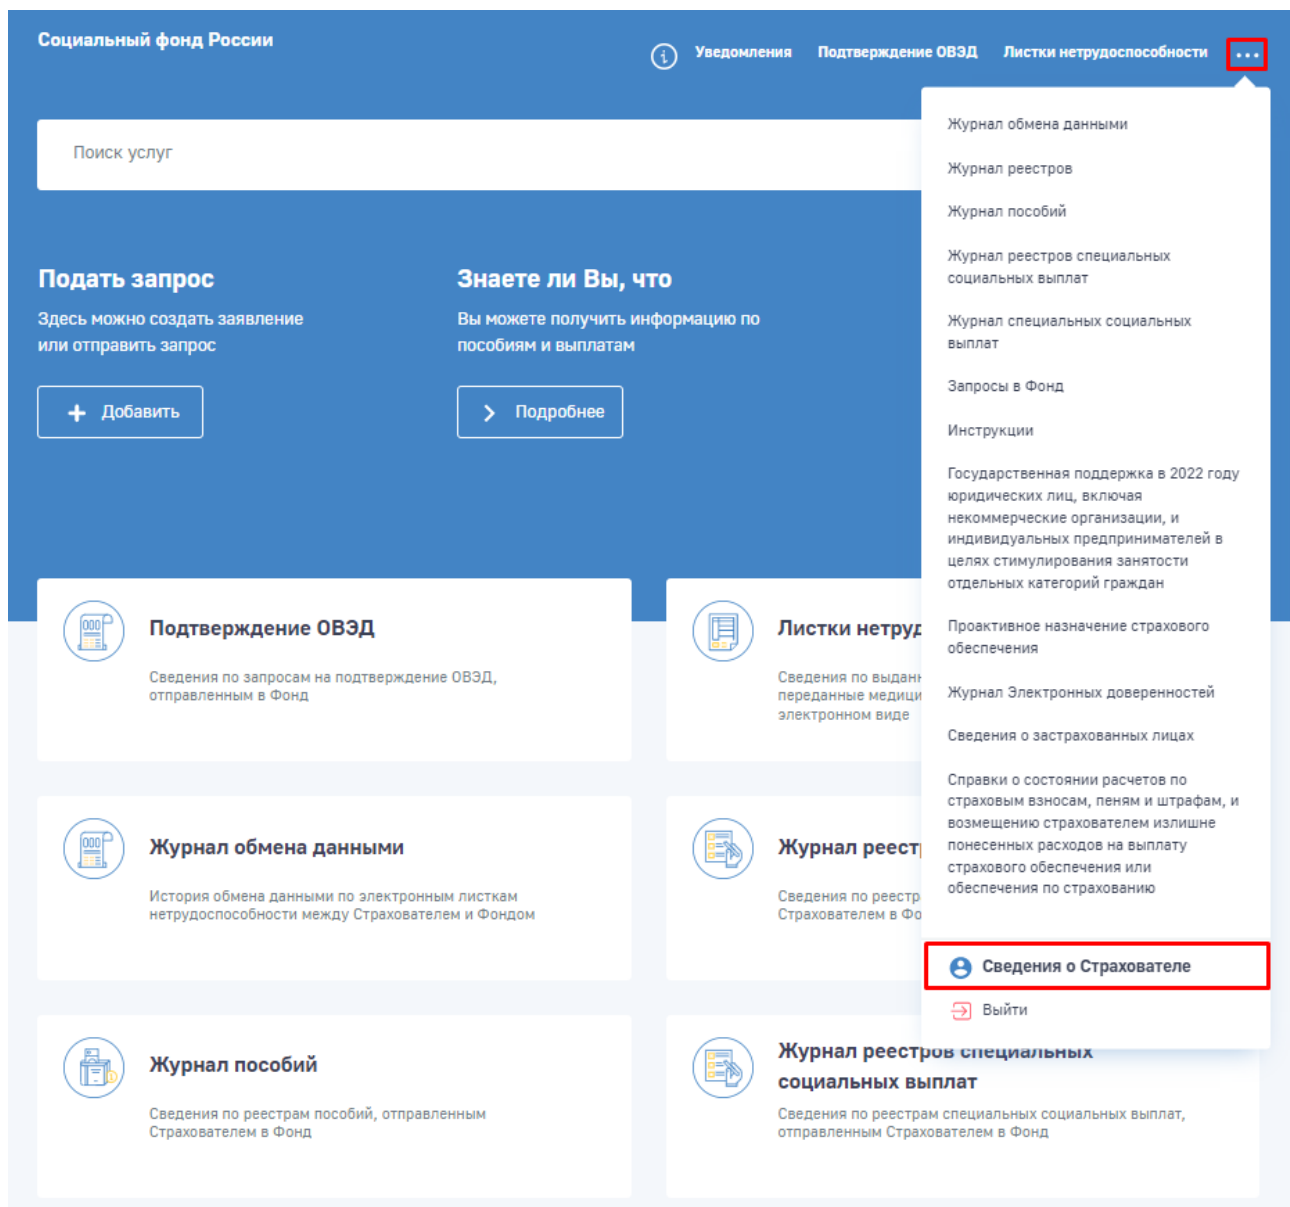 Социальный фонд России
Уведомления
Подтверждение ОВЭД
Листки нетрудоспособности
Поиск услуг
Подать запрос
Здесь можно создать заявление
или отправить запрос
Добавить
Знаете ли Вы, что
Вы можете получить информацию по
пособиям и выплатам
Подробнее
Журнал обмена данными
Журнал реестров
Журнал пособий
Журнал реестров специальных
социальных выплат
Журнал специальных социальных
выплат
Запросы в Фонд
Инструкции
Государственная поддержка в 2022 году
юридических лиц, включая
некоммерческие организации, и
индивидуальных предпринимателей в
целях стимулирования занятости
отдельных категорий граждан
Проактивное назначение страхового
обеспечения
Журнал Электронных доверенностей
Сведения о застрахованных лицах
Справки о состоянии расчетов по
страховым взносам, пеням и штрафам, и
возмещению страхователем излишне
понесенных расходов на выплату
страхового обеспечения или
обеспечения по страхованию
Сведения о Страхователе
Выйти
Подтверждение ОВЭД
Сведения по запросам на подтверждение ОВЭД,
отправленным в Фонд
Листки нетруд
Сведения по выдан
переданные медици
электронном виде
Журнал обмена данными
История обмена данными по электронным листкам
нетрудоспособности между Страхователем и Фондом
Журнал реест
Сведения по реестр
Страхователем в Фо
Журнал пособий
Сведения по реестрам пособий, отправленным
Страхователем в Фонд
Журнал реестров специальных
социальных выплат
Сведения по реестрам специальных социальных выплат,
отправленным Страхователем в Фонд